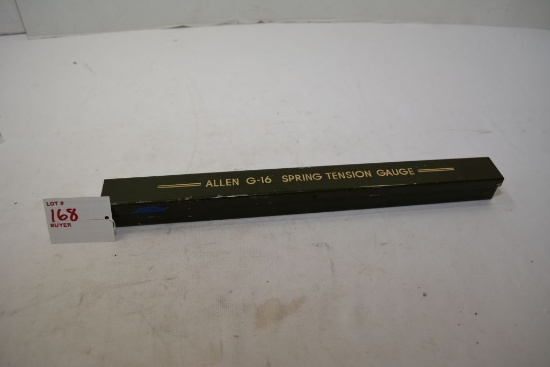 ALLEN G-16 SPRING TENSION GAUGE
LOT #
168
BUYER